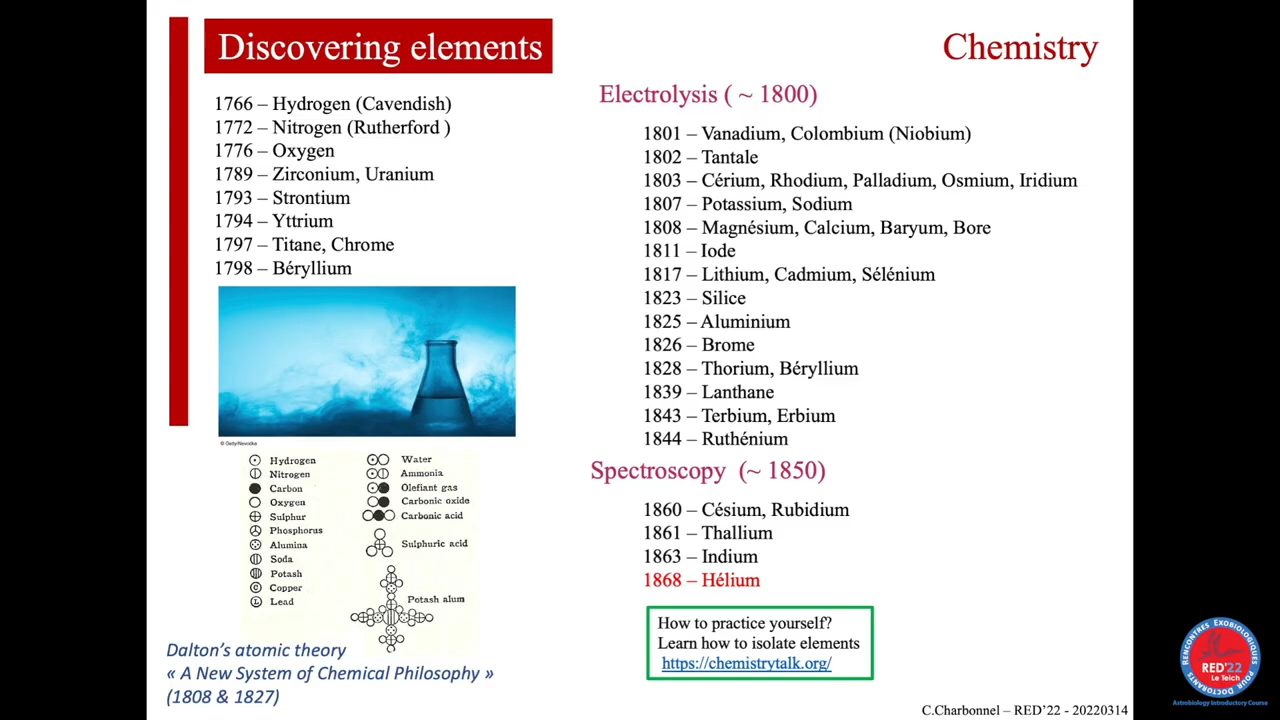 Discovering elements
Chemistry
1766 – Hydrogen (Cavendish)
1772 – Nitrogen (Rutherford )
1776 – Oxygen
1789 – Zirconium, Uranium
1793 – Strontium
1794 – Yttrium
1797 – Titane, Chrome
1798 – Béryllium
© Getty/Novodka
Hydrogen
Nitrogen
Carbon
Oxygen
Sulphur
Phosphorus
Alumina
Soda
Potash
Copper
Lead
Water
Ammonia
Olefiant gas
Carbonic oxide
Carbonic acid
Sulphuric acid
Potash alum
Dalton's atomic theory
« A New System of Chemical Philosophy »
(1808 & 1827)
Electrolysis ( ~ 1800)
1801 – Vanadium, Colombium (Niobium)
1802 – Tantale
1803 – Cérium, Rhodium, Palladium, Osmium, Iridium
1807 – Potassium, Sodium
1808 – Magnésium, Calcium, Baryum, Bore
1811 – Iode
1817 – Lithium, Cadmium, Sélénium
1823 – Silice
1825 – Aluminium
1826 – Brome
1828 – Thorium, Béryllium
1839 – Lanthane
1843 – Terbium, Erbium
1844 – Ruthénium
Spectroscopy (~ 1850)
1860 – Césium, Rubidium
1861 – Thallium
1863 – Indium
1868 – Hélium
How to practice yourself?
Learn how to isolate elements
https://chemistrytalk.org/
RENCONTRES EXOBIOLOGIQUES
POUR DOCTORANTS
RED'22
Le Teich
Astrobiology Introductory Course
C.Charbonnel – RED'22 - 20220314